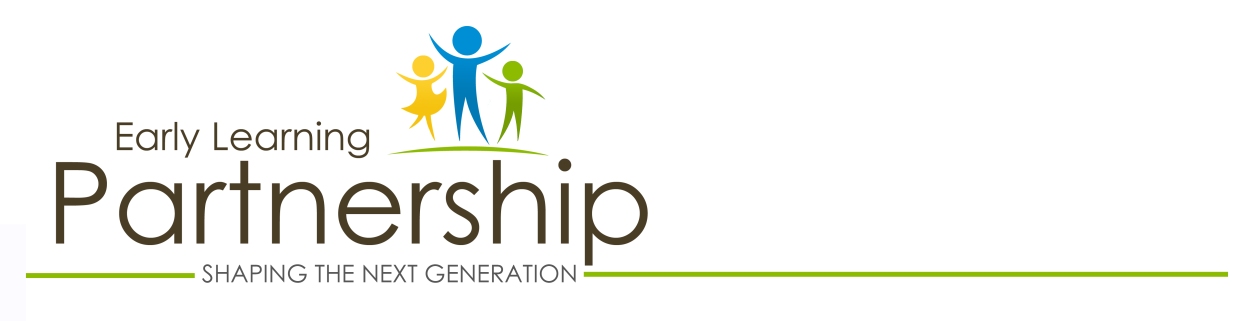 Early Learning
Partnership
SHAPING THE NEXT GENERATION